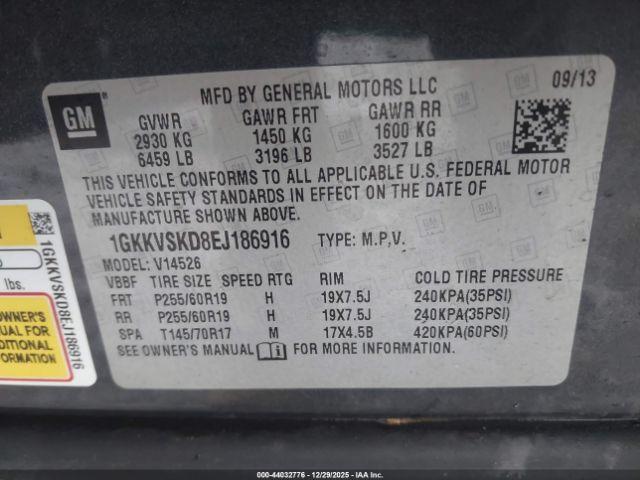 MFD BY GENERAL MOTORS LLC
09/13
GM
GVWR GAWR FRT GAWR RR
2930 KG 1450 KG 1600 KG
6459 LB 3196 LB 3527 LB
THIS VEHICLE CONFORMS TO ALL APPLICABLE U.S. FEDERAL MOTOR
VEHICLE SAFETY STANDARDS IN EFFECT ON THE DATE OF
MANUFACTURE SHOWN ABOVE.
1GKKVSKD8EJ186916 TYPE: M.P.V.
MODEL: V14526
VBBF TIRE SIZE SPEED RTG RIM COLD TIRE PRESSURE
FRT P255/60R19 H 19X7.5J 240KPA(35PSI)
RR P255/60R19 H 19X7.5J 240KPA(35PSI)
SPA T145/70R17 M 17X4.5B 420KPA(60PSI)
SEE OWNER'S MANUAL FOR MORE INFORMATION.
lbs.
OWNER'S
NUAL FOR
DITIONAL
ORMATION
1GKKVSKD8EJ186916
000-44032776 - 12/29/2025 - IAAI.COM